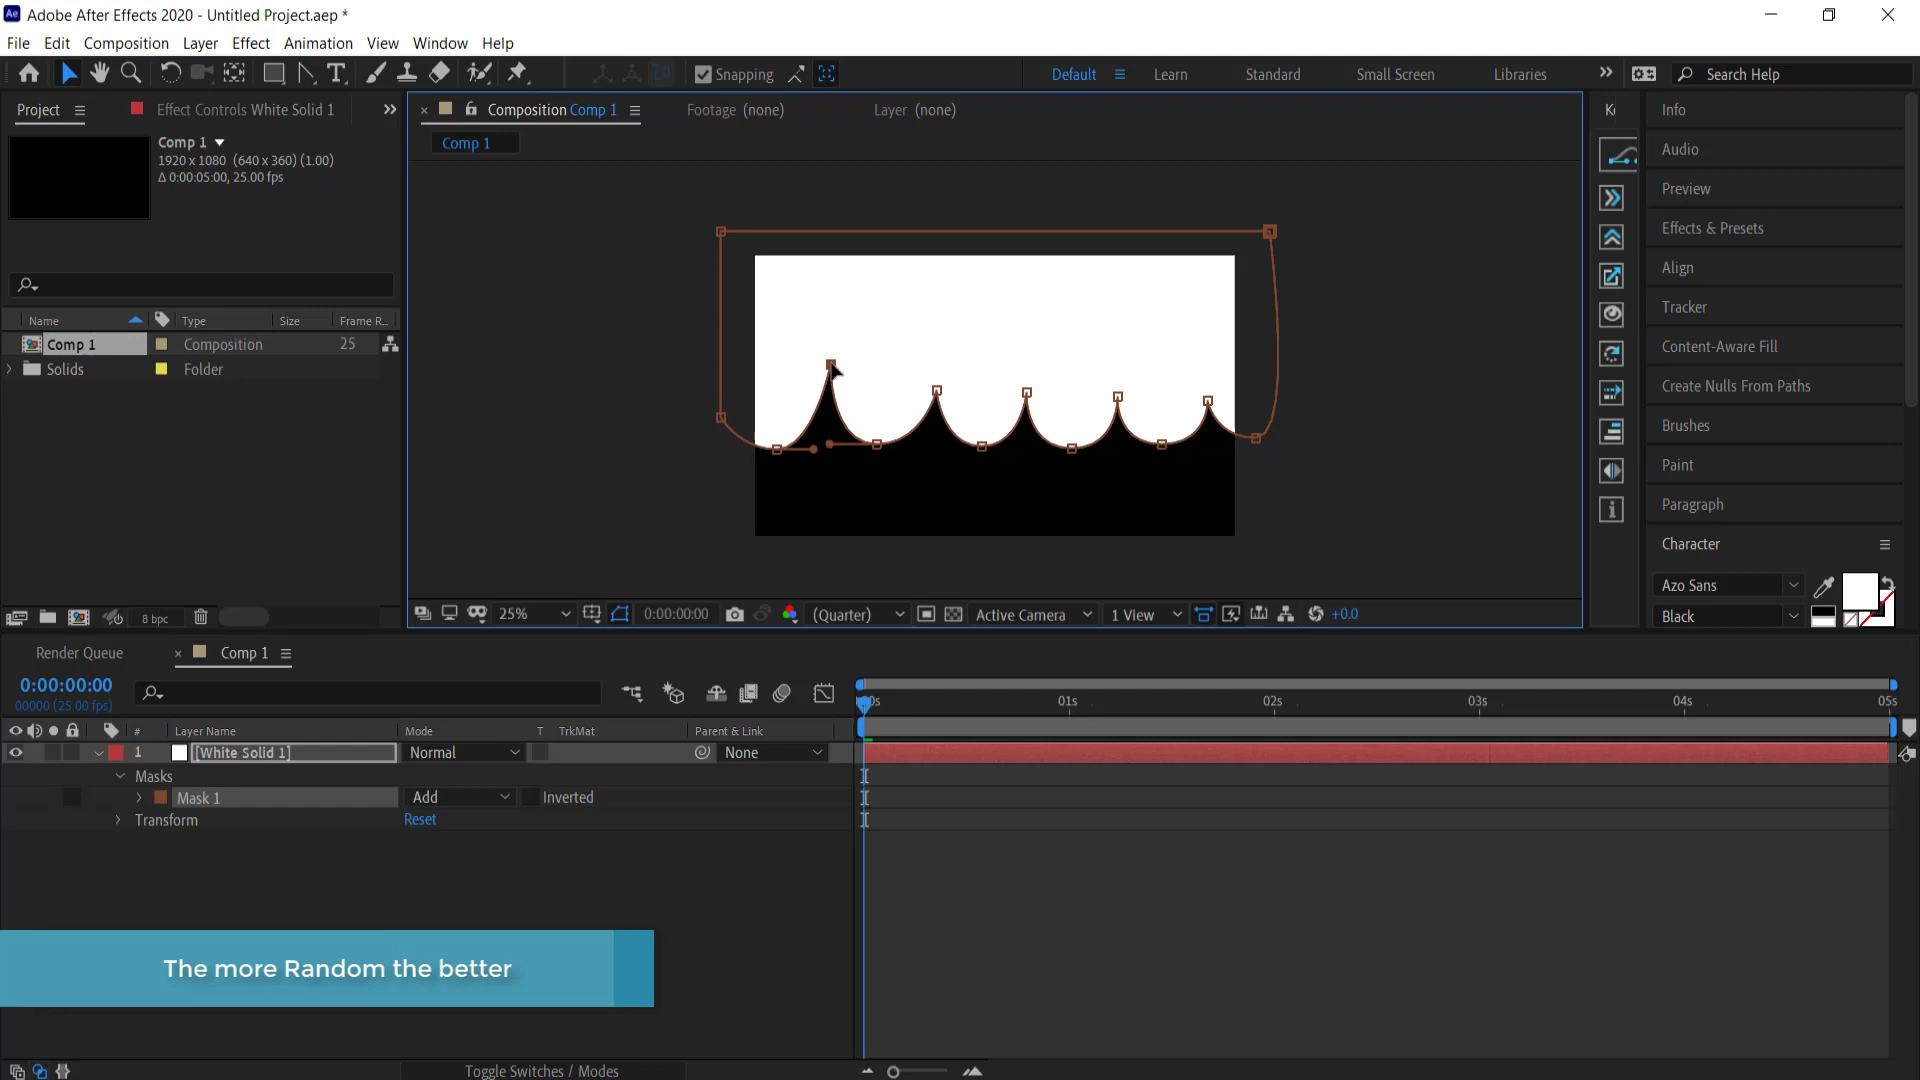 Adobe After Effects 2020 - Untitled Project.aep *
File Edit Composition Layer Effect Animation View Window Help
Snapping
Default Learn Standard Small Screen Libraries
Search Help
Project
Effect Controls White Solid 1
Composition Comp 1
Footage (none)
Layer (none)
Comp 1
Comp 1
1920 x 1080 (640 x 360) (1.00)
Δ 0:00:05:00, 25.00 fps
Name Type Size Frame R...
Comp 1 Composition 25
Solids Folder
8 bpc
25%
0:00:00:00
(Quarter)
Active Camera
1 View
+0.0
Info
Audio
Preview
Effects & Presets
Align
Tracker
Content-Aware Fill
Create Nulls From Paths
Brushes
Paint
Paragraph
Character
Azo Sans
Black
Render Queue
Comp 1
0:00:00:00
00000 (25.00 fps)
01s 02s 03s 04s 05s
# Layer Name Mode T TrkMat Parent & Link
1 [White Solid 1] Normal None
Masks
Mask 1 Add Inverted
Transform Reset
The more Random the better
Toggle Switches / Modes